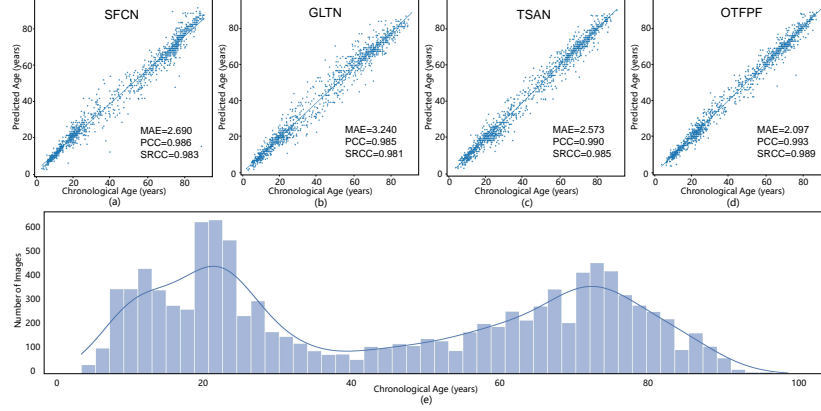 SFCN
GLTN
TSAN
OTFPF
Predicted Age (years)
80
60
40
20
0
MAE=2.690
PCC=0.986
SRCC=0.983
0 20 40 60 80
Chronological Age (years)
(a)
Predicted Age (years)
80
60
40
20
0
MAE=3.240
PCC=0.985
SRCC=0.981
0 20 40 60 80
Chronological Age (years)
(b)
Predicted Age (years)
80
60
40
20
0
MAE=2.573
PCC=0.990
SRCC=0.985
0 20 40 60 80
Chronological Age (years)
(c)
Predicted Age (years)
80
60
40
20
0
MAE=2.097
PCC=0.993
SRCC=0.989
0 20 40 60 80
Chronological Age (years)
(d)
Number of Images
600
500
400
300
200
100
0
0 20 40 60 80 100
Chronological Age (years)
(e)